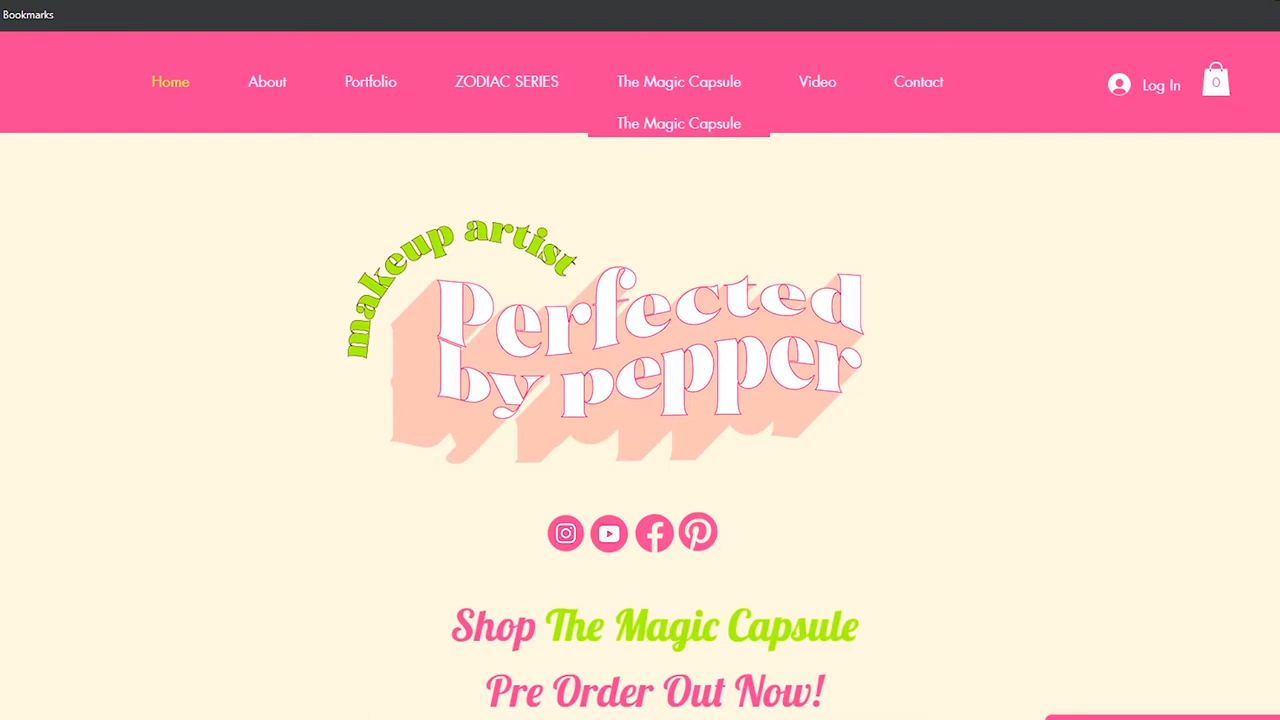 Bookmarks
Home About Portfolio ZODIAC SERIES The Magic Capsule Video Contact Log In 0
The Magic Capsule
makeup artist
Perfected
by pepper
Shop The Magic Capsule
Pre Order Out Now!